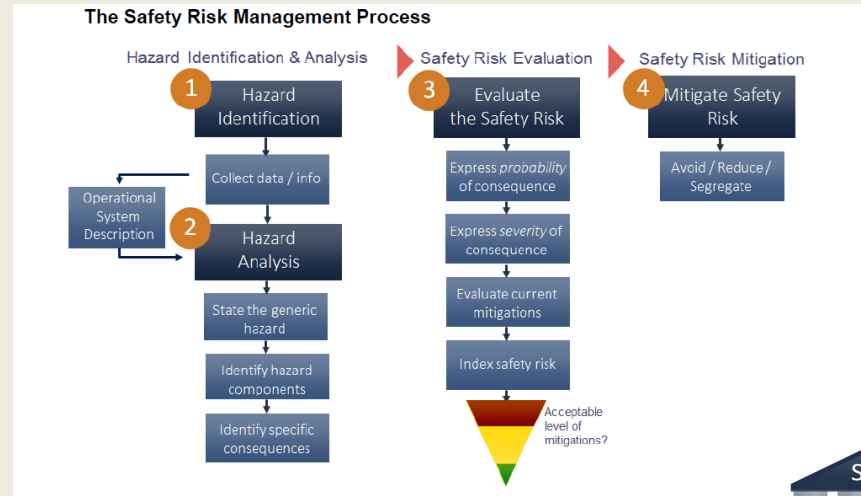 The Safety Risk Management Process
Hazard Identification & Analysis
1
Hazard
Identification
Collect data / info
Operational
System
Description
2
Hazard
Analysis
State the generic
hazard
Identify hazard
components
Identify specific
consequences
Safety Risk Evaluation
3
Evaluate
the Safety Risk
Express probability
of consequence
Express severity of
consequence
Evaluate current
mitigations
Index safety risk
Acceptable
level of
mitigations?
Safety Risk Mitigation
4
Mitigate Safety
Risk
Avoid / Reduce /
Segregate
S